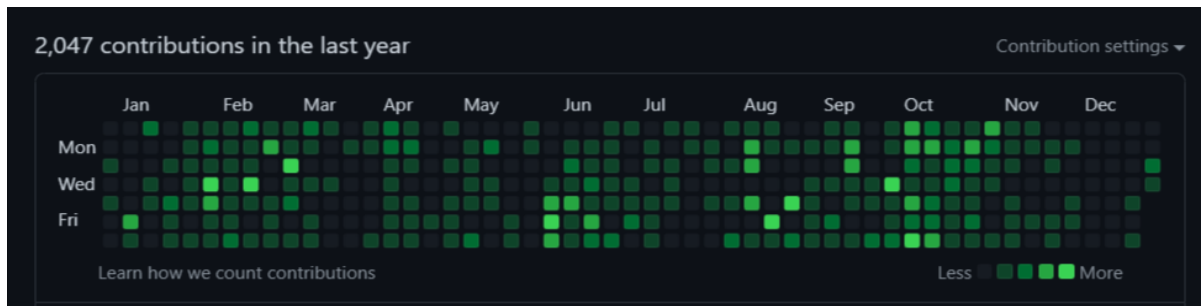 2,047 contributions in the last year
Contribution settings
Jan Feb Mar Apr May Jun Jul Aug Sep Oct Nov Dec
Mon
Wed
Fri
Learn how we count contributions
Less More